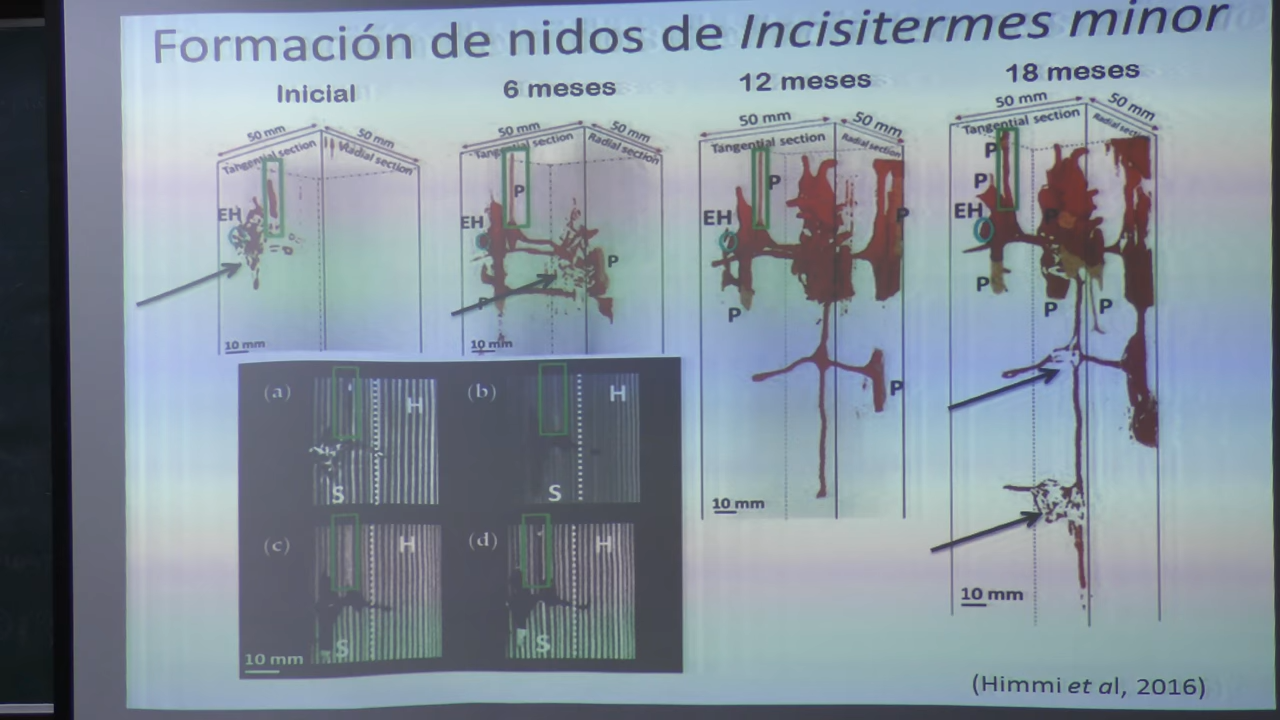 Formación de nidos de Incisitermes minor
Inicial
6 meses
12 meses
18 meses
50 mm
50 mm
Tangential section
Radial section
EH
10 mm
50 mm
50 mm
Tangential section
Radial section
P
EH
P
P
10 mm
50 mm
50 mm
Tangential section
Radial section
P
EH
P
P
P
10 mm
50 mm
50 mm
Tangential section
Radial section
P
P
EH
P
P
P
P
10 mm
(a)
H
S
(b)
H
S
(c)
H
S
(d)
H
S
10 mm
(Himmi et al, 2016)